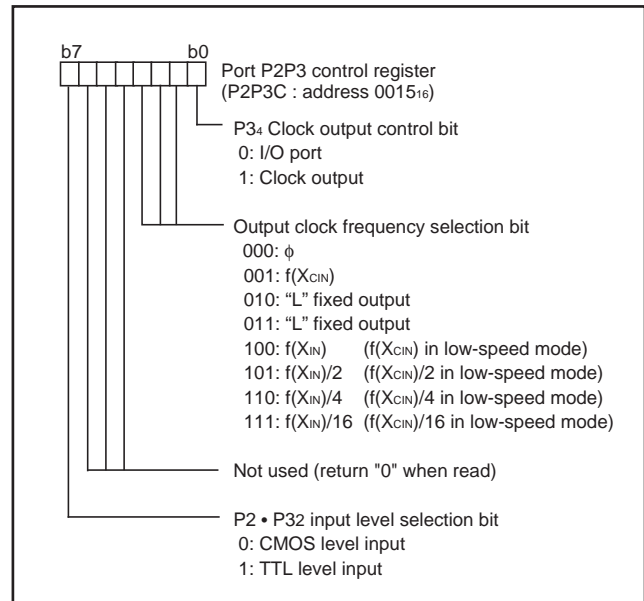 b7 b0
Port P2P3 control register
(P2P3C : address 0015₁₆)
P3₄ Clock output control bit
0: I/O port
1: Clock output
Output clock frequency selection bit
000: ϕ
001: f(XCIN)
010: “L” fixed output
011: “L” fixed output
100: f(XIN) (f(XCIN) in low-speed mode)
101: f(XIN)/2 (f(XCIN)/2 in low-speed mode)
110: f(XIN)/4 (f(XCIN)/4 in low-speed mode)
111: f(XIN)/16 (f(XCIN)/16 in low-speed mode)
Not used (return "0" when read)
P2 • P32 input level selection bit
0: CMOS level input
1: TTL level input